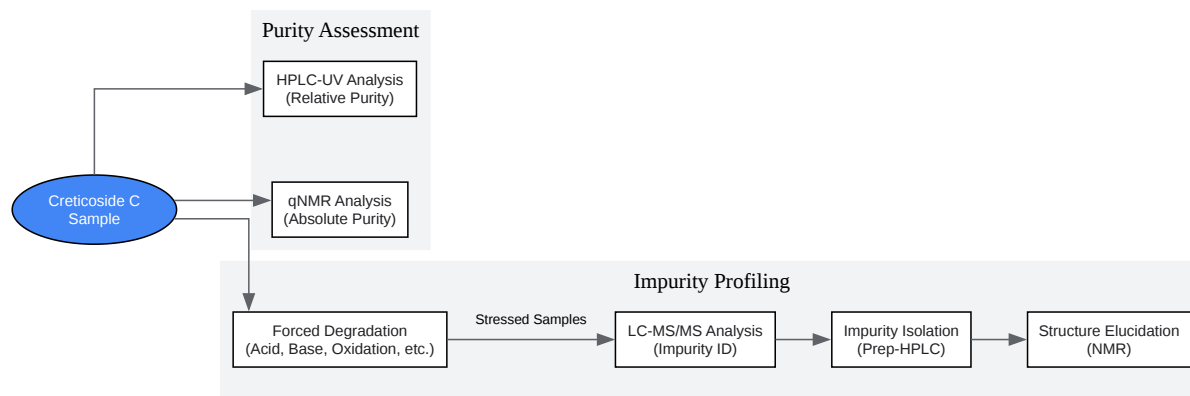 Purity Assessment
HPLC-UV Analysis
(Relative Purity)
Creticoside C
Sample
qNMR Analysis
(Absolute Purity)
Impurity Profiling
Forced Degradation
(Acid, Base, Oxidation, etc.)
Stressed Samples
LC-MS/MS Analysis
(Impurity ID)
Impurity Isolation
(Prep-HPLC)
Structure Elucidation
(NMR)